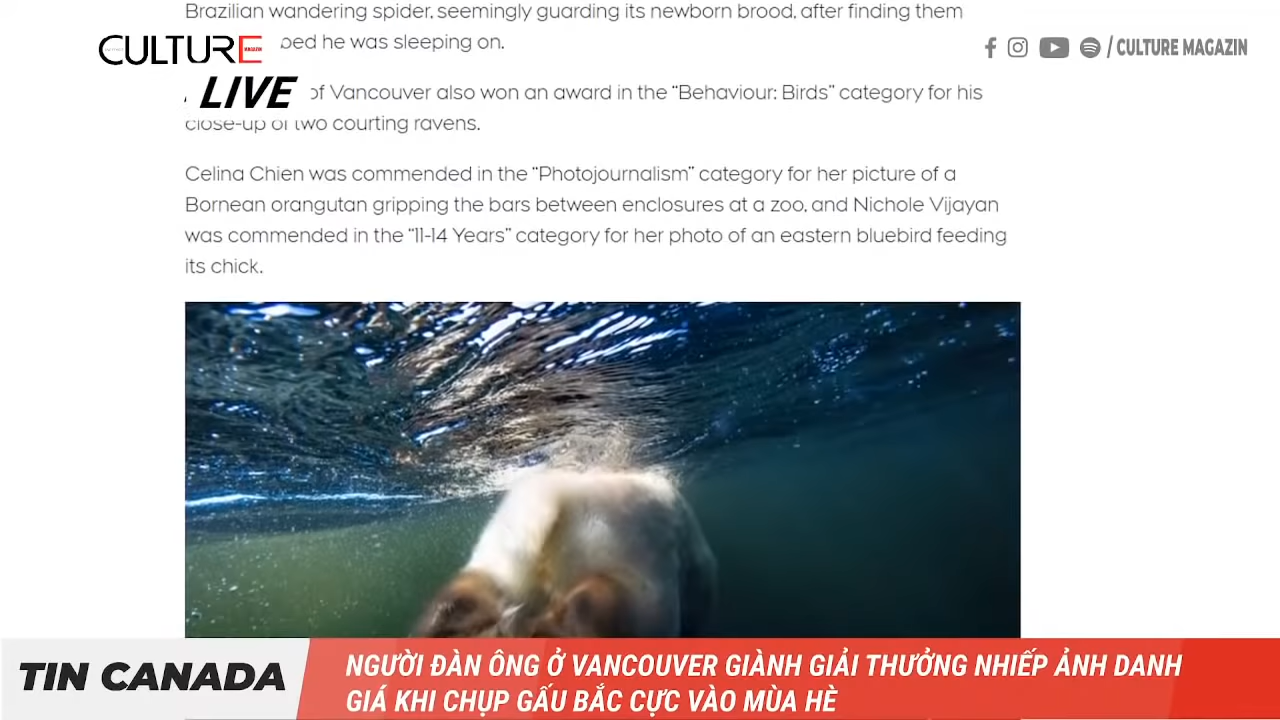 Brazilian wandering spider, seemingly guarding its newborn brood, after finding them
he was sleeping on.
CULTURE
MAGAZIN
/ CULTURE MAGAZIN
LIVE
of Vancouver also won an award in the “Behaviour: Birds” category for his
close-up of two courting ravens.
Celina Chien was commended in the “Photojournalism” category for her picture of a
Bornean orangutan gripping the bars between enclosures at a zoo, and Nichole Vijayan
was commended in the “11-14 Years” category for her photo of an eastern bluebird feeding
its chick.
TIN CANADA
NGƯỜI ĐÀN ÔNG Ở VANCOUVER GIÀNH GIẢI THƯỞNG NHIẾP ẢNH DANH
GIÁ KHI CHỤP GẤU BẮC CỰC VÀO MÙA HÈ